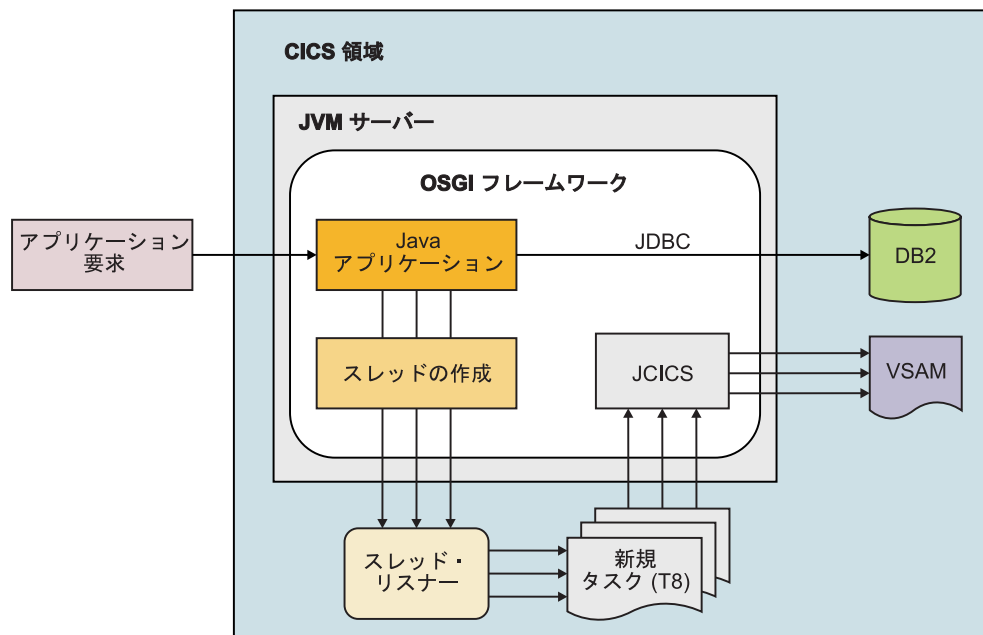 CICS 領域
JVM サーバー
OSGI フレームワーク
アプリケーション
要求
Java
アプリケーション
JDBC
DB2
スレッドの作成
JCICS
VSAM
スレッド・
リスナー
新規
タスク (T8)